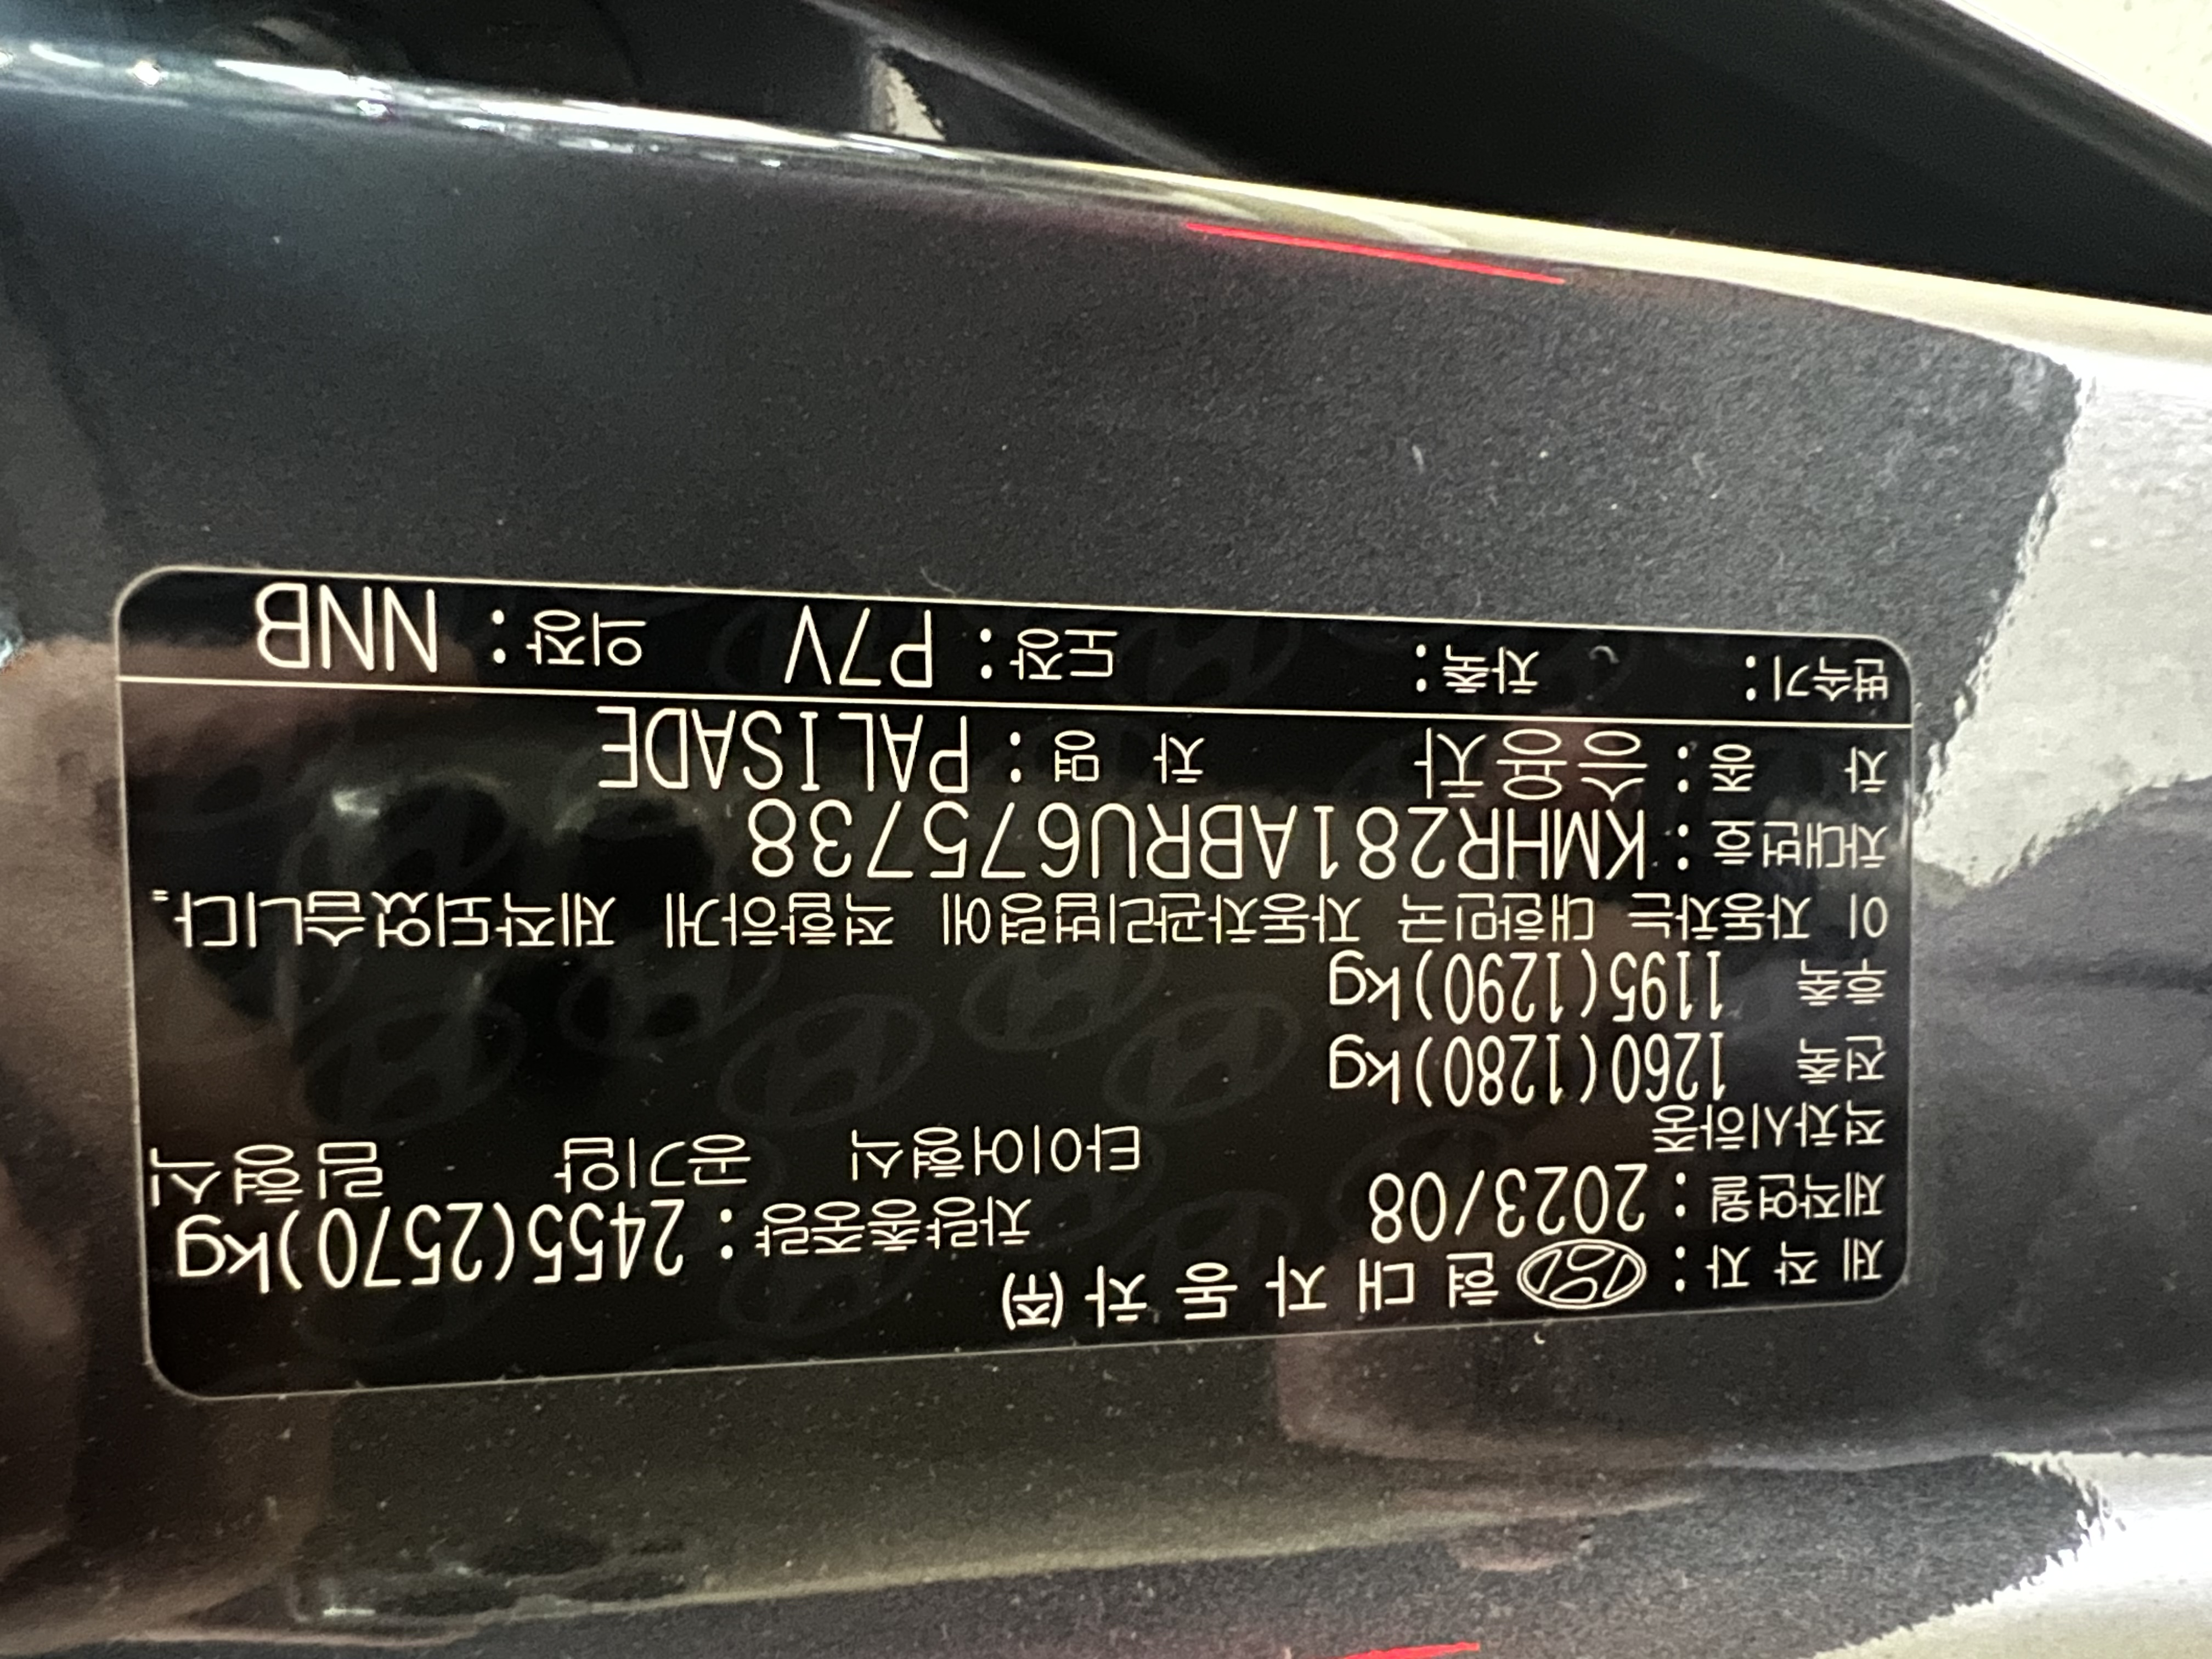 제 작 자 : 현 대 자 동 차 (주)
제작연월 : 2023/08 차량총중량 : 2455(2570)kg
적차시하중 타이어형식 공기압 림형식
전축 1260(1280)kg
후축 1195(1290)kg
이 자동차는 대한민국 자동차관리법령에 적합하게 제작되었습니다.
차대번호 : KMHR281ABRU675738
차 종 : 승용차 차 명 : PALISADE
변속기 : 차축 : 도장 : P7V 의장 : NNB